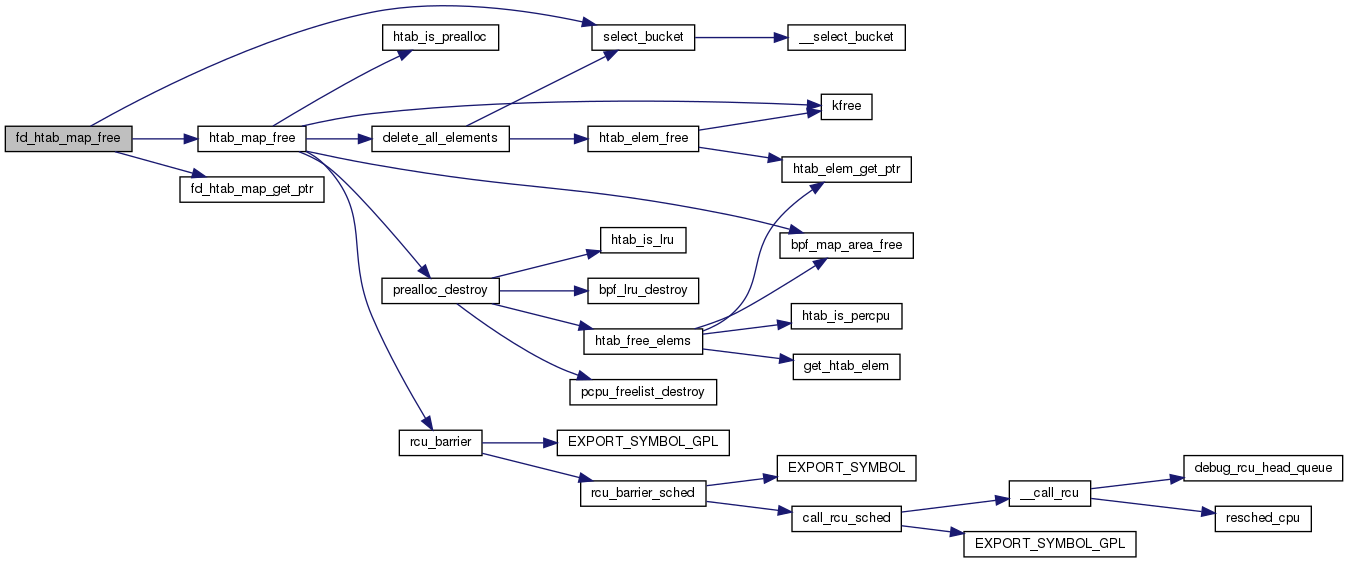 htab_is_prealloc
select_bucket
__select_bucket
kfree
fd_htab_map_free
htab_map_free
delete_all_elements
htab_elem_free
htab_elem_get_ptr
fd_htab_map_get_ptr
htab_is_lru
bpf_map_area_free
prealloc_destroy
bpf_lru_destroy
htab_is_percpu
htab_free_elems
get_htab_elem
pcpu_freelist_destroy
rcu_barrier
EXPORT_SYMBOL_GPL
EXPORT_SYMBOL
debug_rcu_head_queue
rcu_barrier_sched
__call_rcu
call_rcu_sched
resched_cpu
EXPORT_SYMBOL_GPL